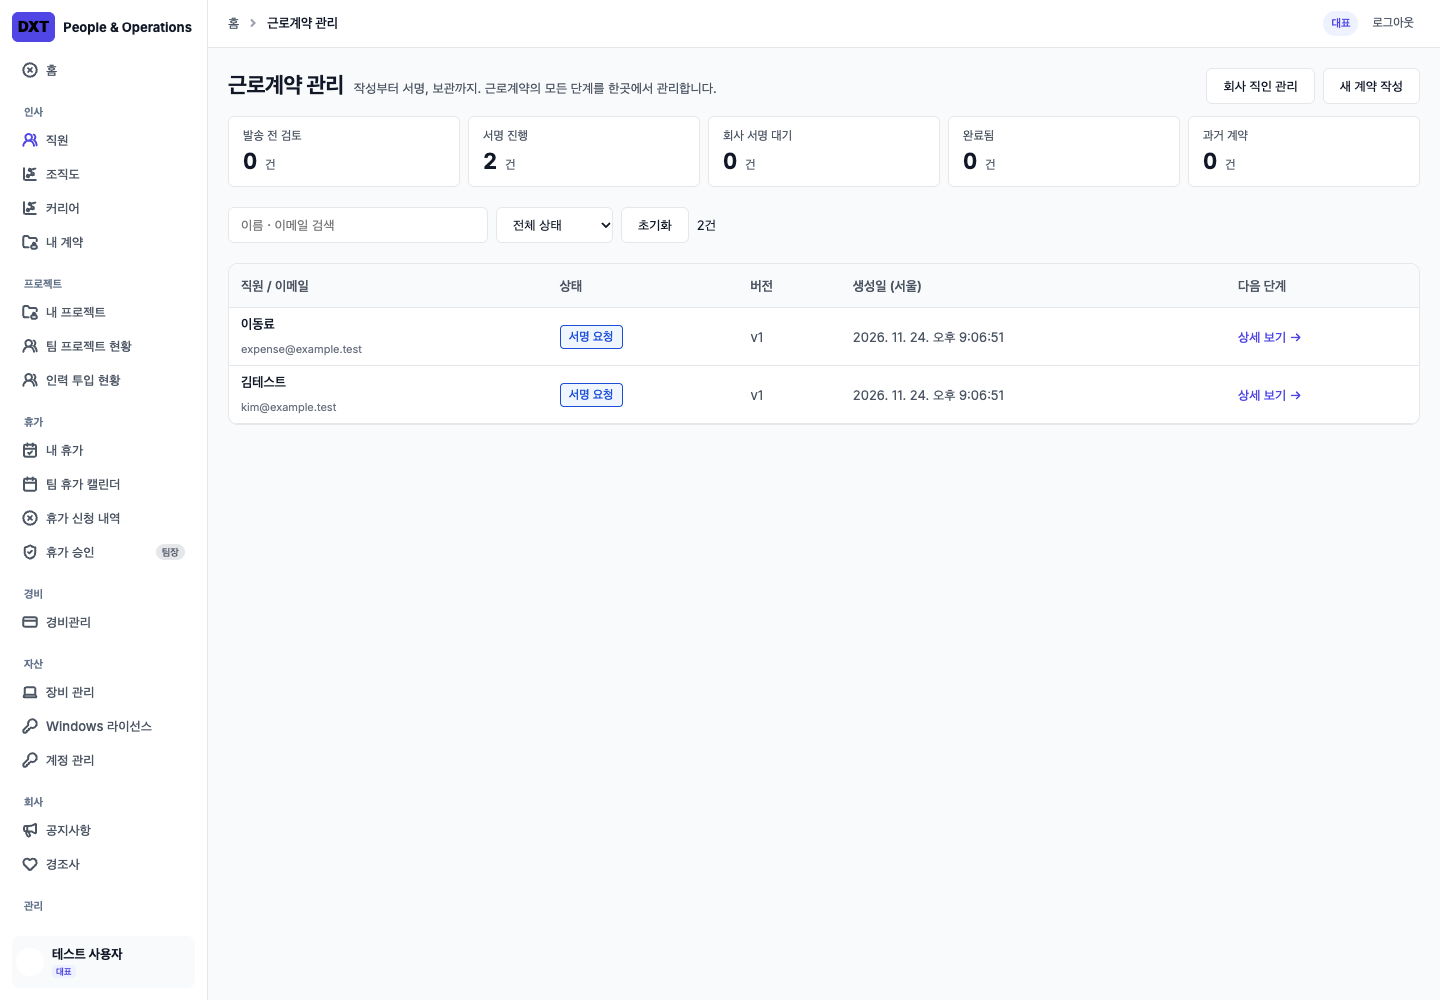 DXT People & Operations
홈
인사
직원
조직도
커리어
내 계약
프로젝트
내 프로젝트
팀 프로젝트 현황
인력 투입 현황
휴가
내 휴가
팀 휴가 캘린더
휴가 신청 내역
휴가 승인 팀장
경비
경비관리
자산
장비 관리
Windows 라이선스
계정 관리
회사
공지사항
경조사
관리
테스트 사용자
대표
홈 근로계약 관리
대표 로그아웃
근로계약 관리 작성부터 서명, 보관까지. 근로계약의 모든 단계를 한곳에서 관리합니다.
회사 직인 관리 새 계약 작성
발송 전 검토
0 건
서명 진행
2 건
회사 서명 대기
0 건
완료됨
0 건
과거 계약
0 건
이름 · 이메일 검색 전체 상태 초기화 2건
직원 / 이메일 상태 버전 생성일 (서울) 다음 단계
이동료
expense@example.test
서명 요청 v1 2026. 11. 24. 오후 9:06:51 상세 보기 →
김테스트
kim@example.test
서명 요청 v1 2026. 11. 24. 오후 9:06:51 상세 보기 →